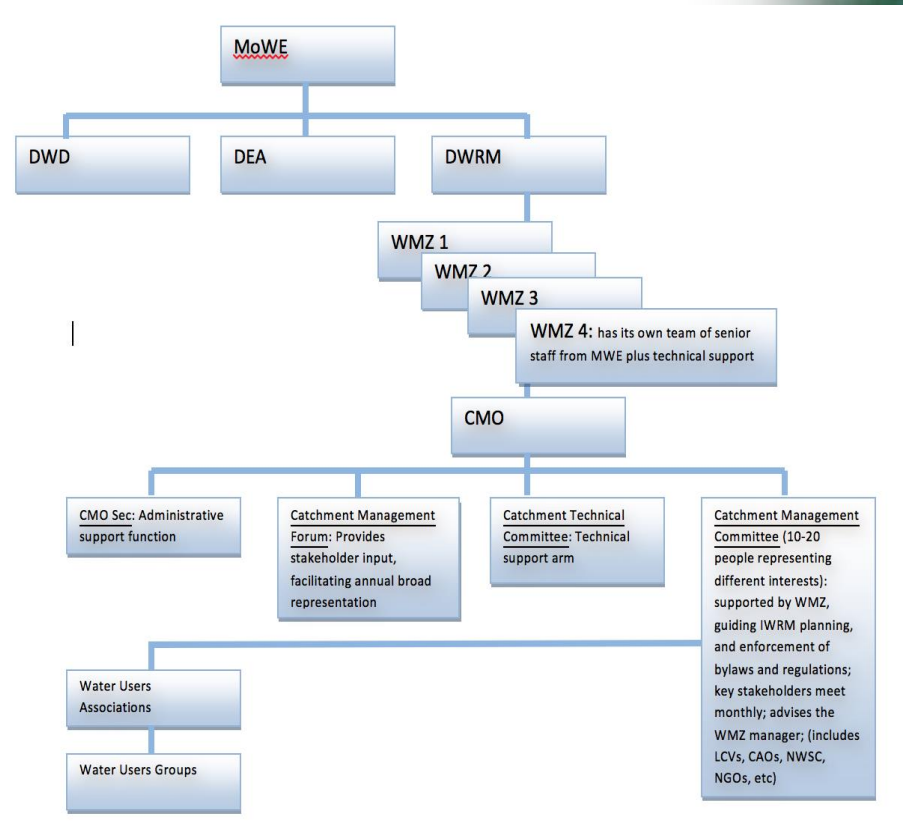 MoWE
DWD
DEA
DWRM
WMZ 1
WMZ 2
WMZ 3
WMZ 4: has its own team of senior
staff from MWE plus technical support
CMO
CMO Sec: Administrative
support function
Catchment Management
Forum: Provides
stakeholder input,
facilitating annual broad
representation
Catchment Technical
Committee: Technical
support arm
Catchment Management
Committee (10-20
people representing
different interests):
supported by WMZ,
guiding IWRM planning,
and enforcement of
bylaws and regulations;
key stakeholders meet
monthly; advises the
WMZ manager; (includes
LCVs, CAOs, NWSC,
NGOs, etc)
Water Users
Associations
Water Users Groups